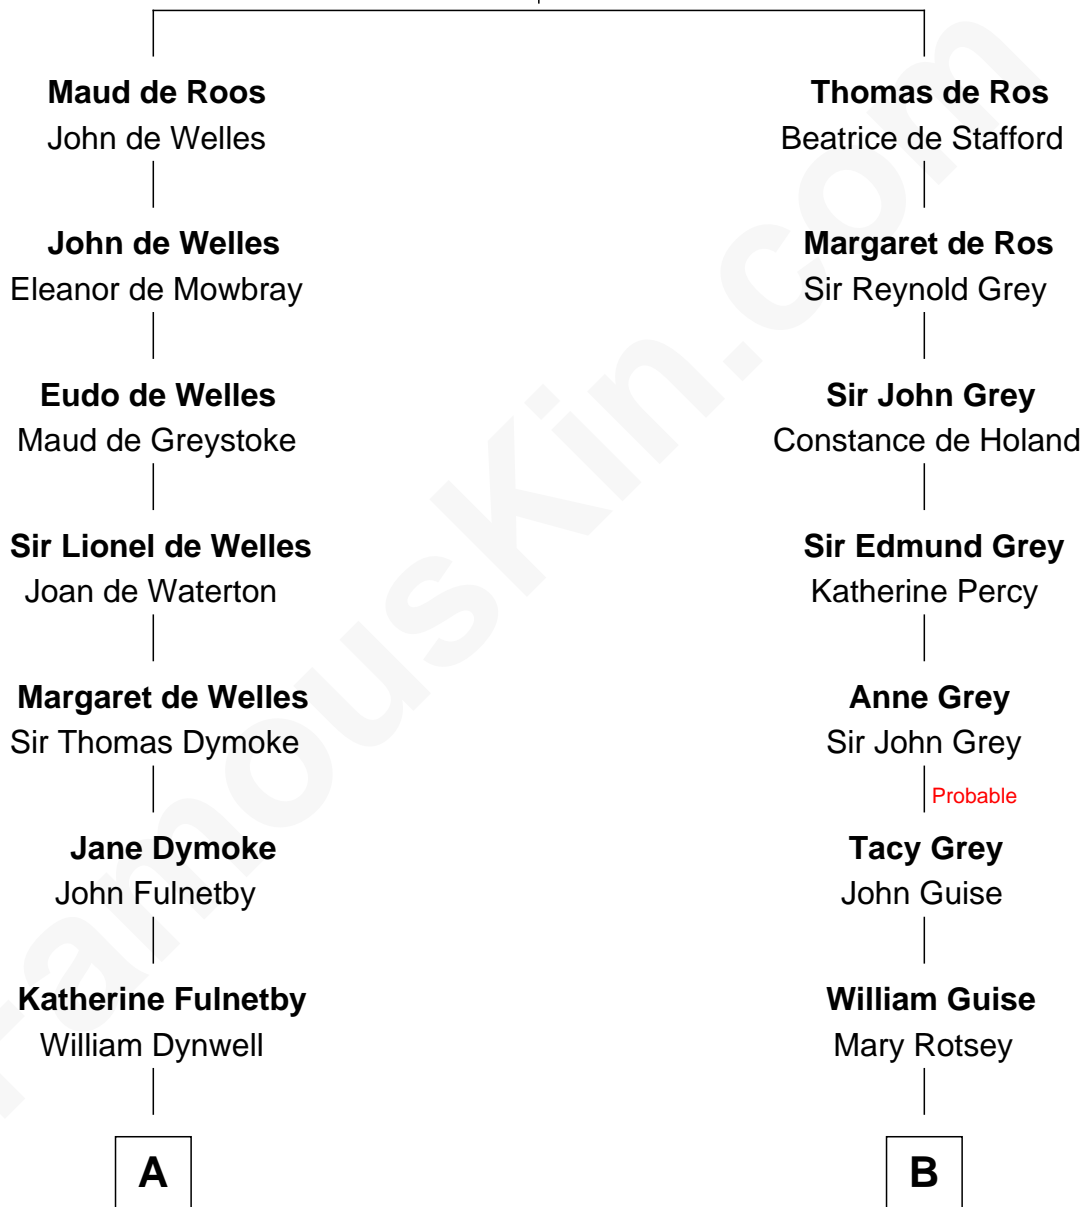 Maud de Roos
John de Welles
John de Welles
Eleanor de Mowbray
Eudo de Welles
Maud de Greystoke
Sir Lionel de Welles
Joan de Waterton
Margaret de Welles
Sir Thomas Dymoke
Jane Dymoke
John Fulnetby
Katherine Fulnetby
William Dynwell
A
Thomas de Ros
Beatrice de Stafford
Margaret de Ros
Sir Reynold Grey
Sir John Grey
Constance de Holand
Sir Edmund Grey
Katherine Percy
Anne Grey
Sir John Grey
Probable
Tacy Grey
John Guise
William Guise
Mary Rotsey
B
FamousKin.com